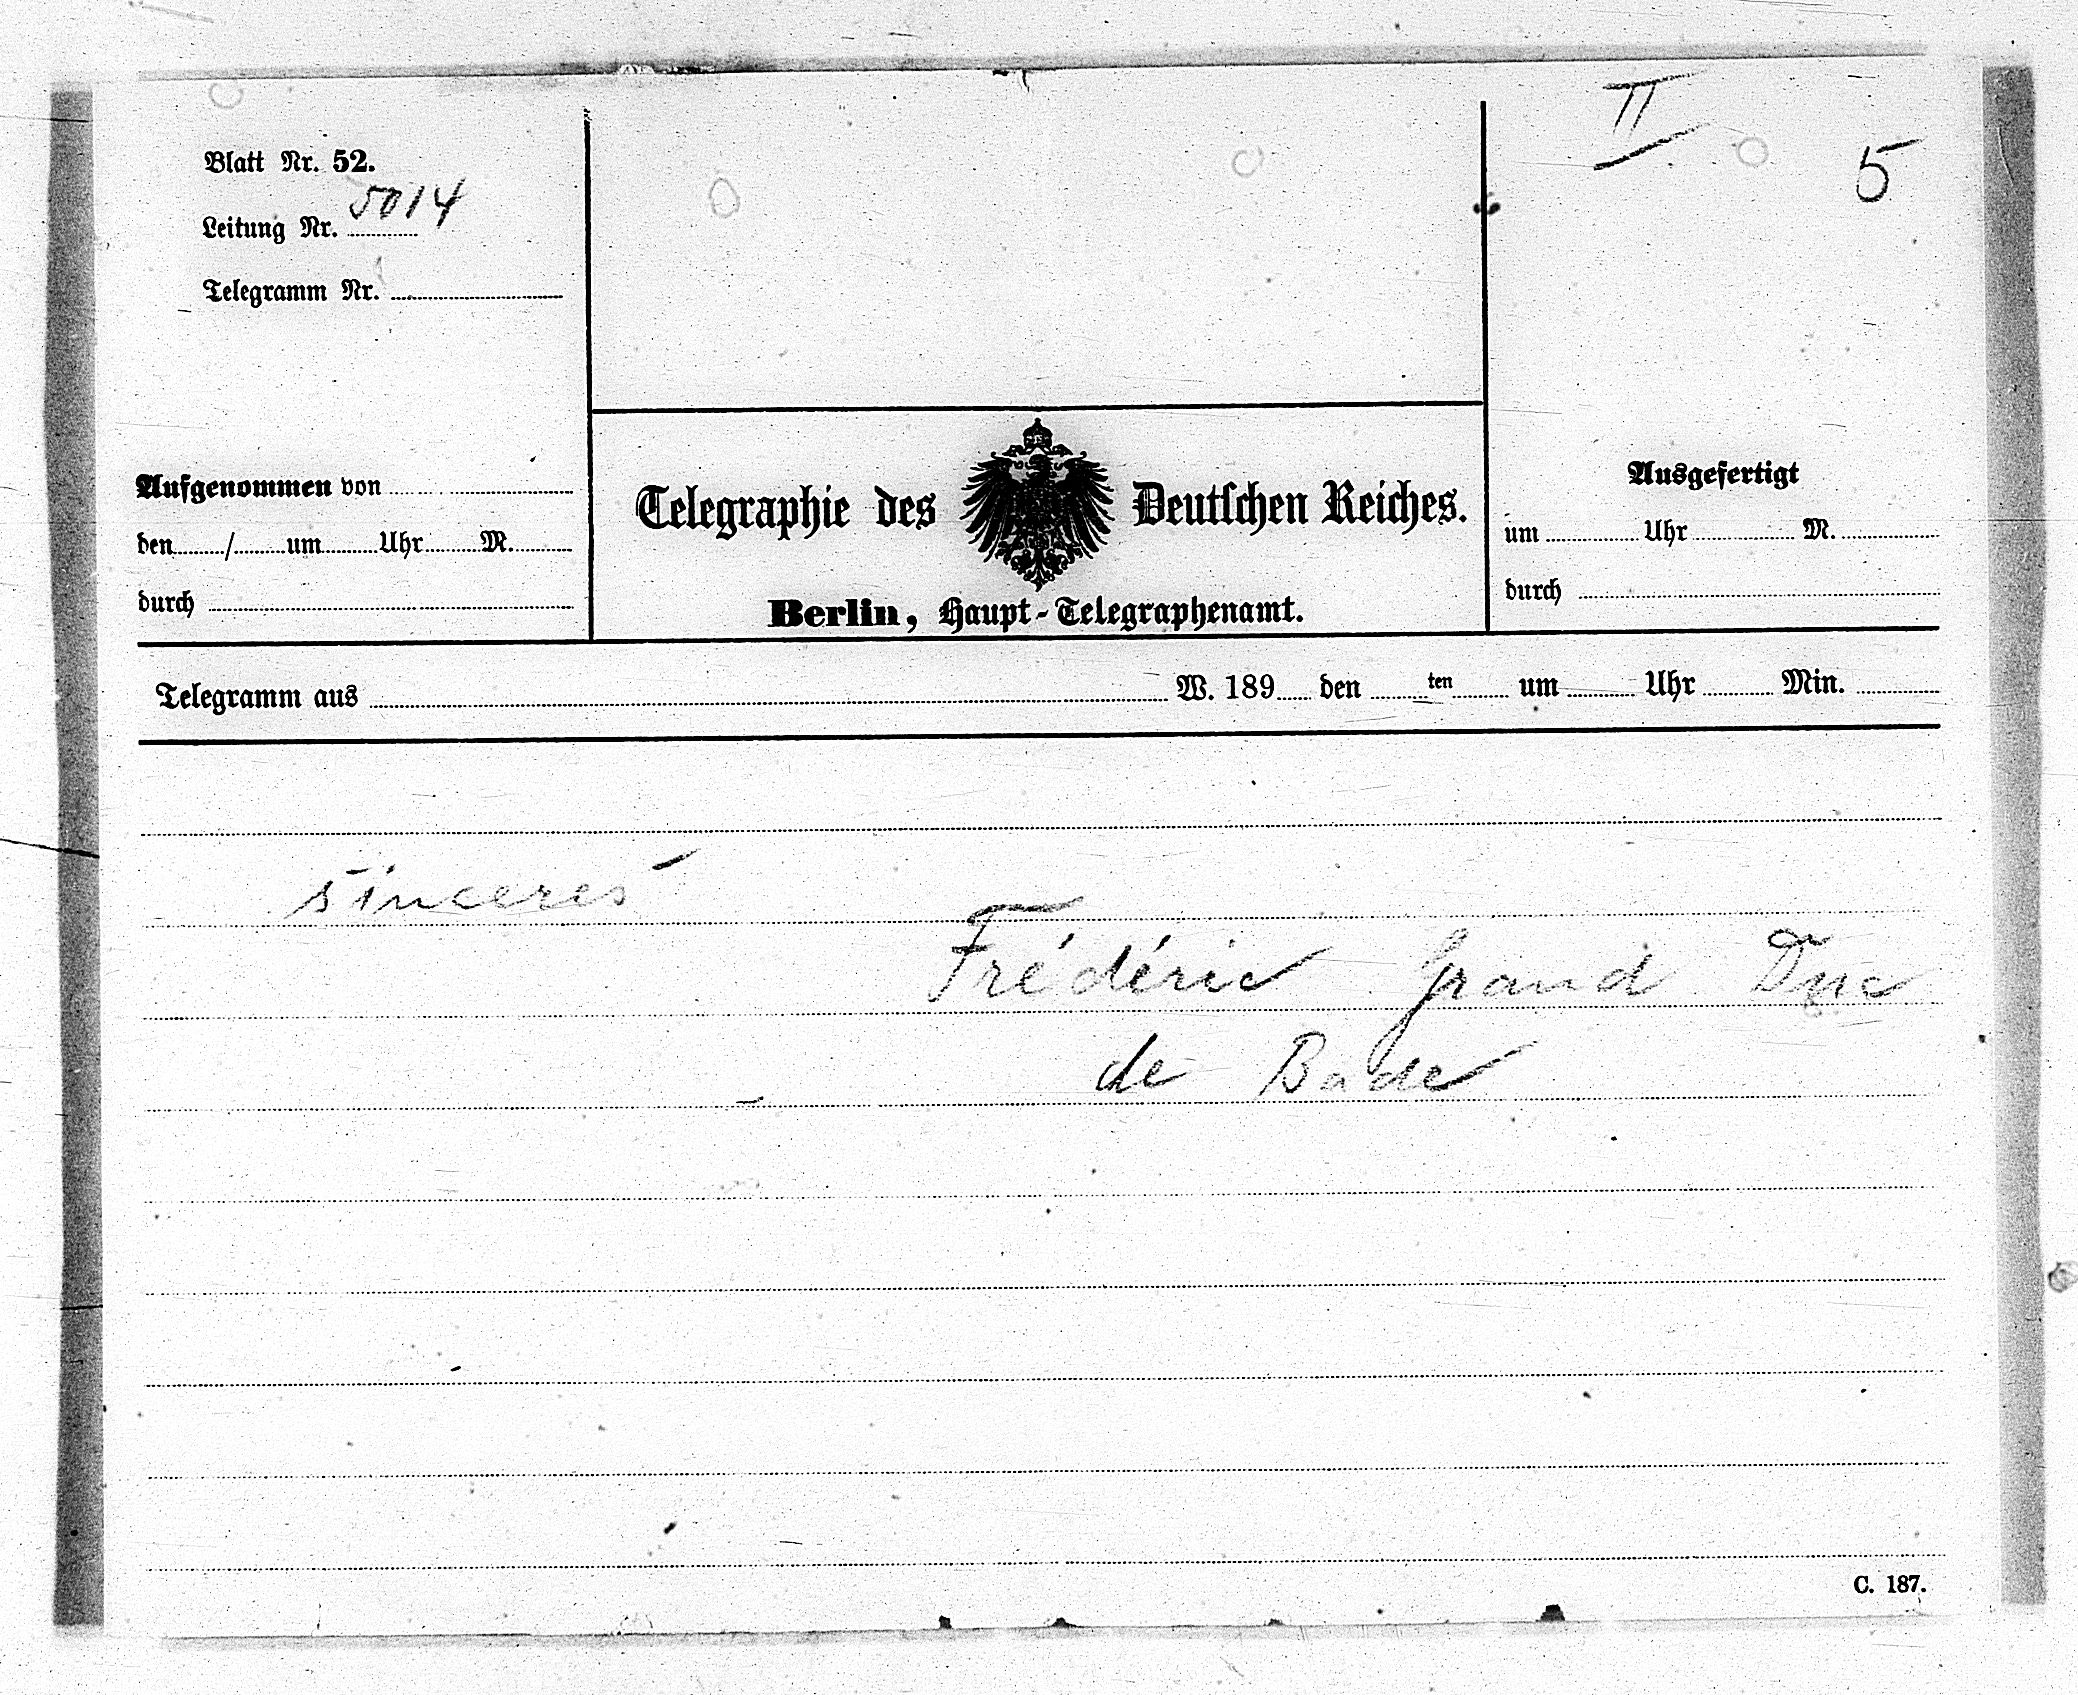 II
5
Blatt Nr. 52.
Leitung Nr. 5014
Telegramm Nr.
Aufgenommen von
den / um Uhr M.
durch
Telegraphie des Deutschen Reiches.
Berlin, Haupt-Telegraphenamt.
Ausgefertigt
um Uhr M.
durch
Telegramm aus W. 189 den ten um Uhr Min.
sinceres
Frédéric Grand Duc
de Bade
C. 187.